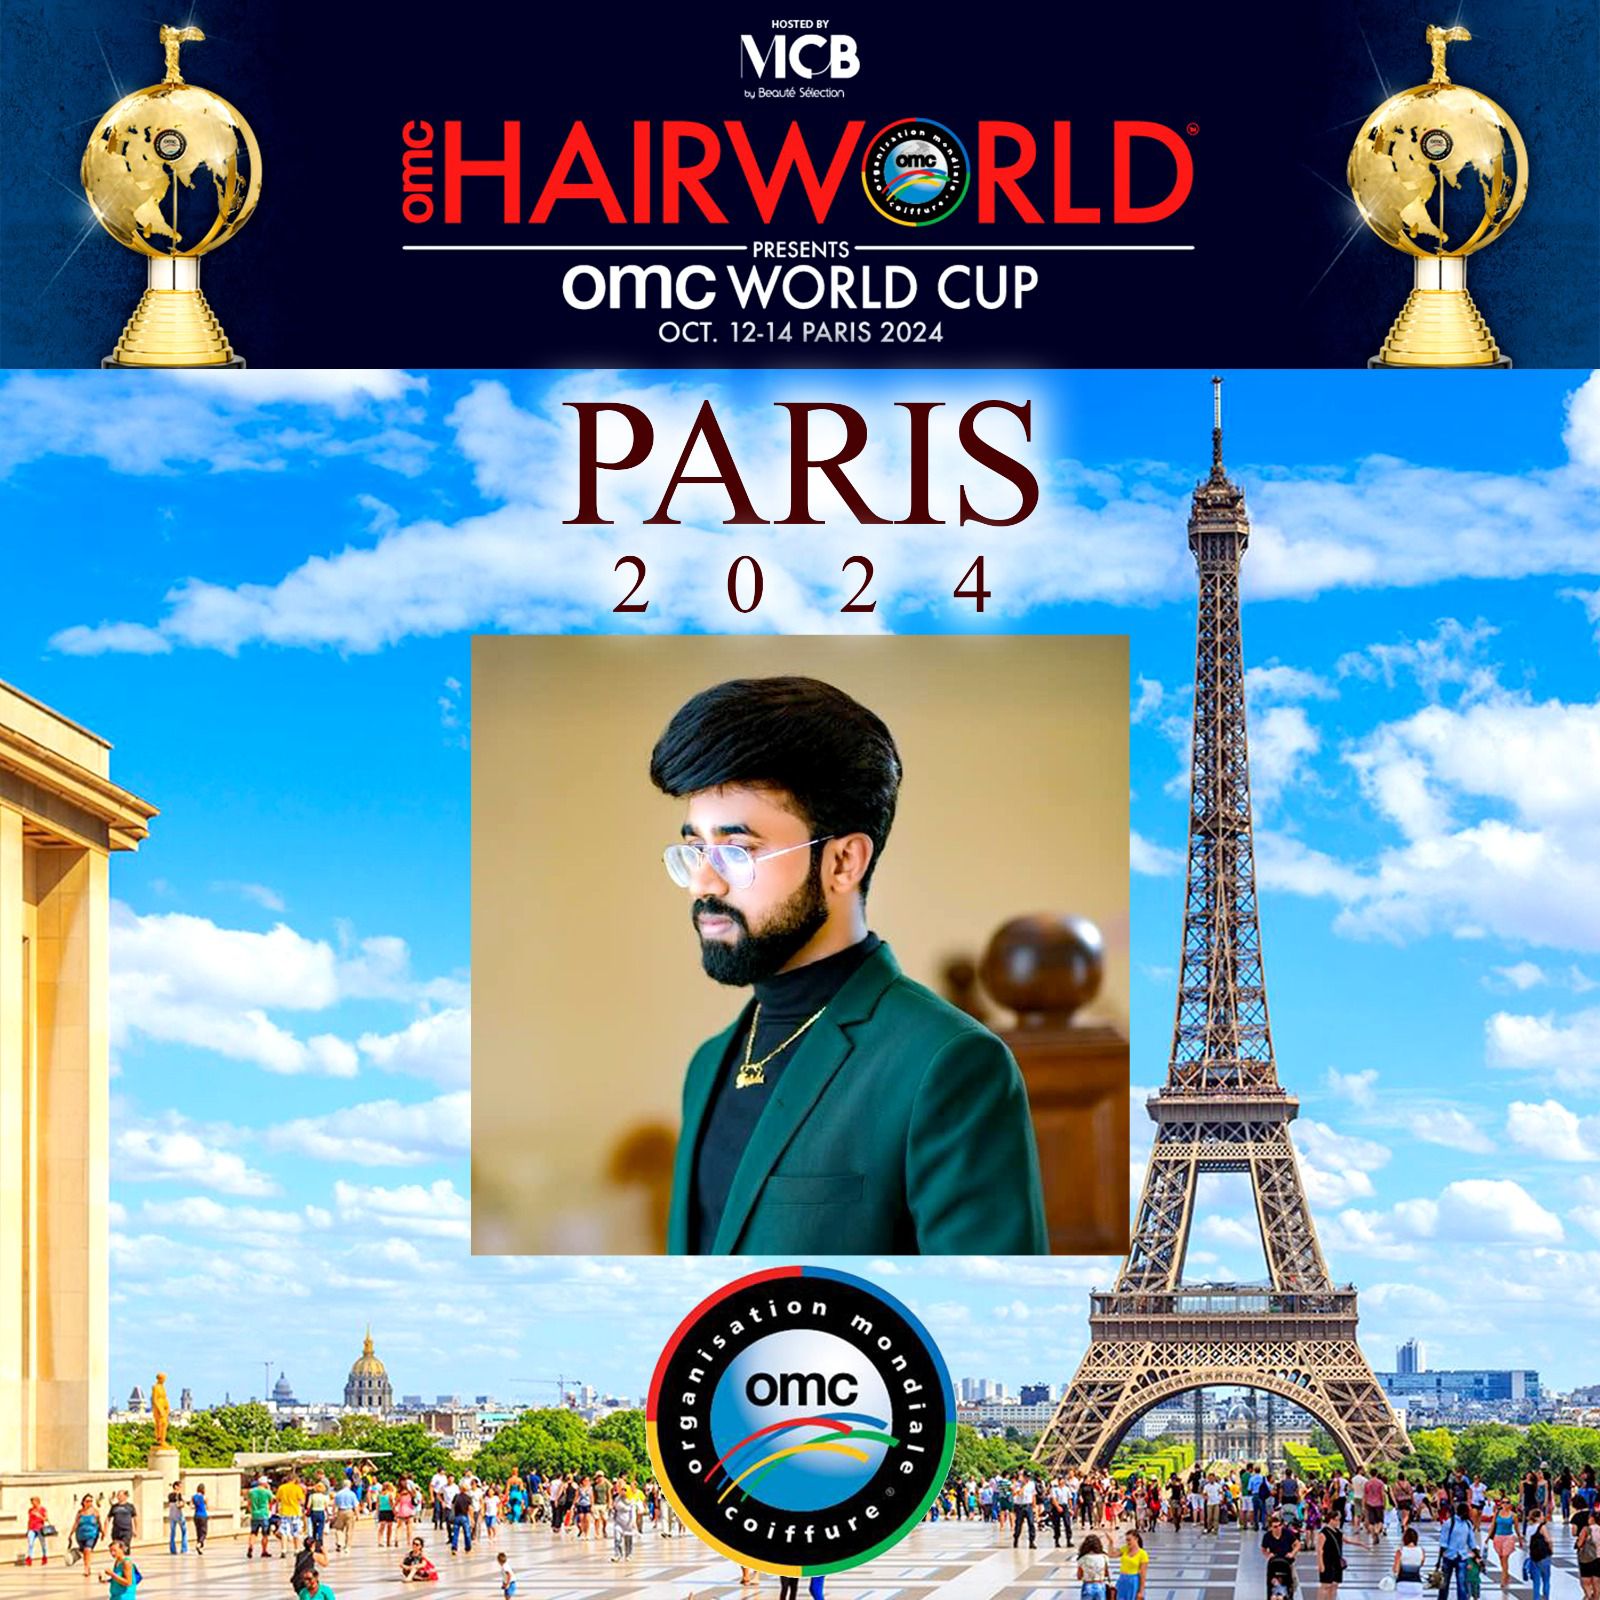 HOSTED BY
MCB
by Beauté Sélection
omc HAIRWORLD™
organisation mondiale coiffure
omc
PRESENTS
omc WORLD CUP
OCT. 12-14 PARIS 2024
PARIS
2 0 2 4
organisation mondiale
omc
coiffure ®